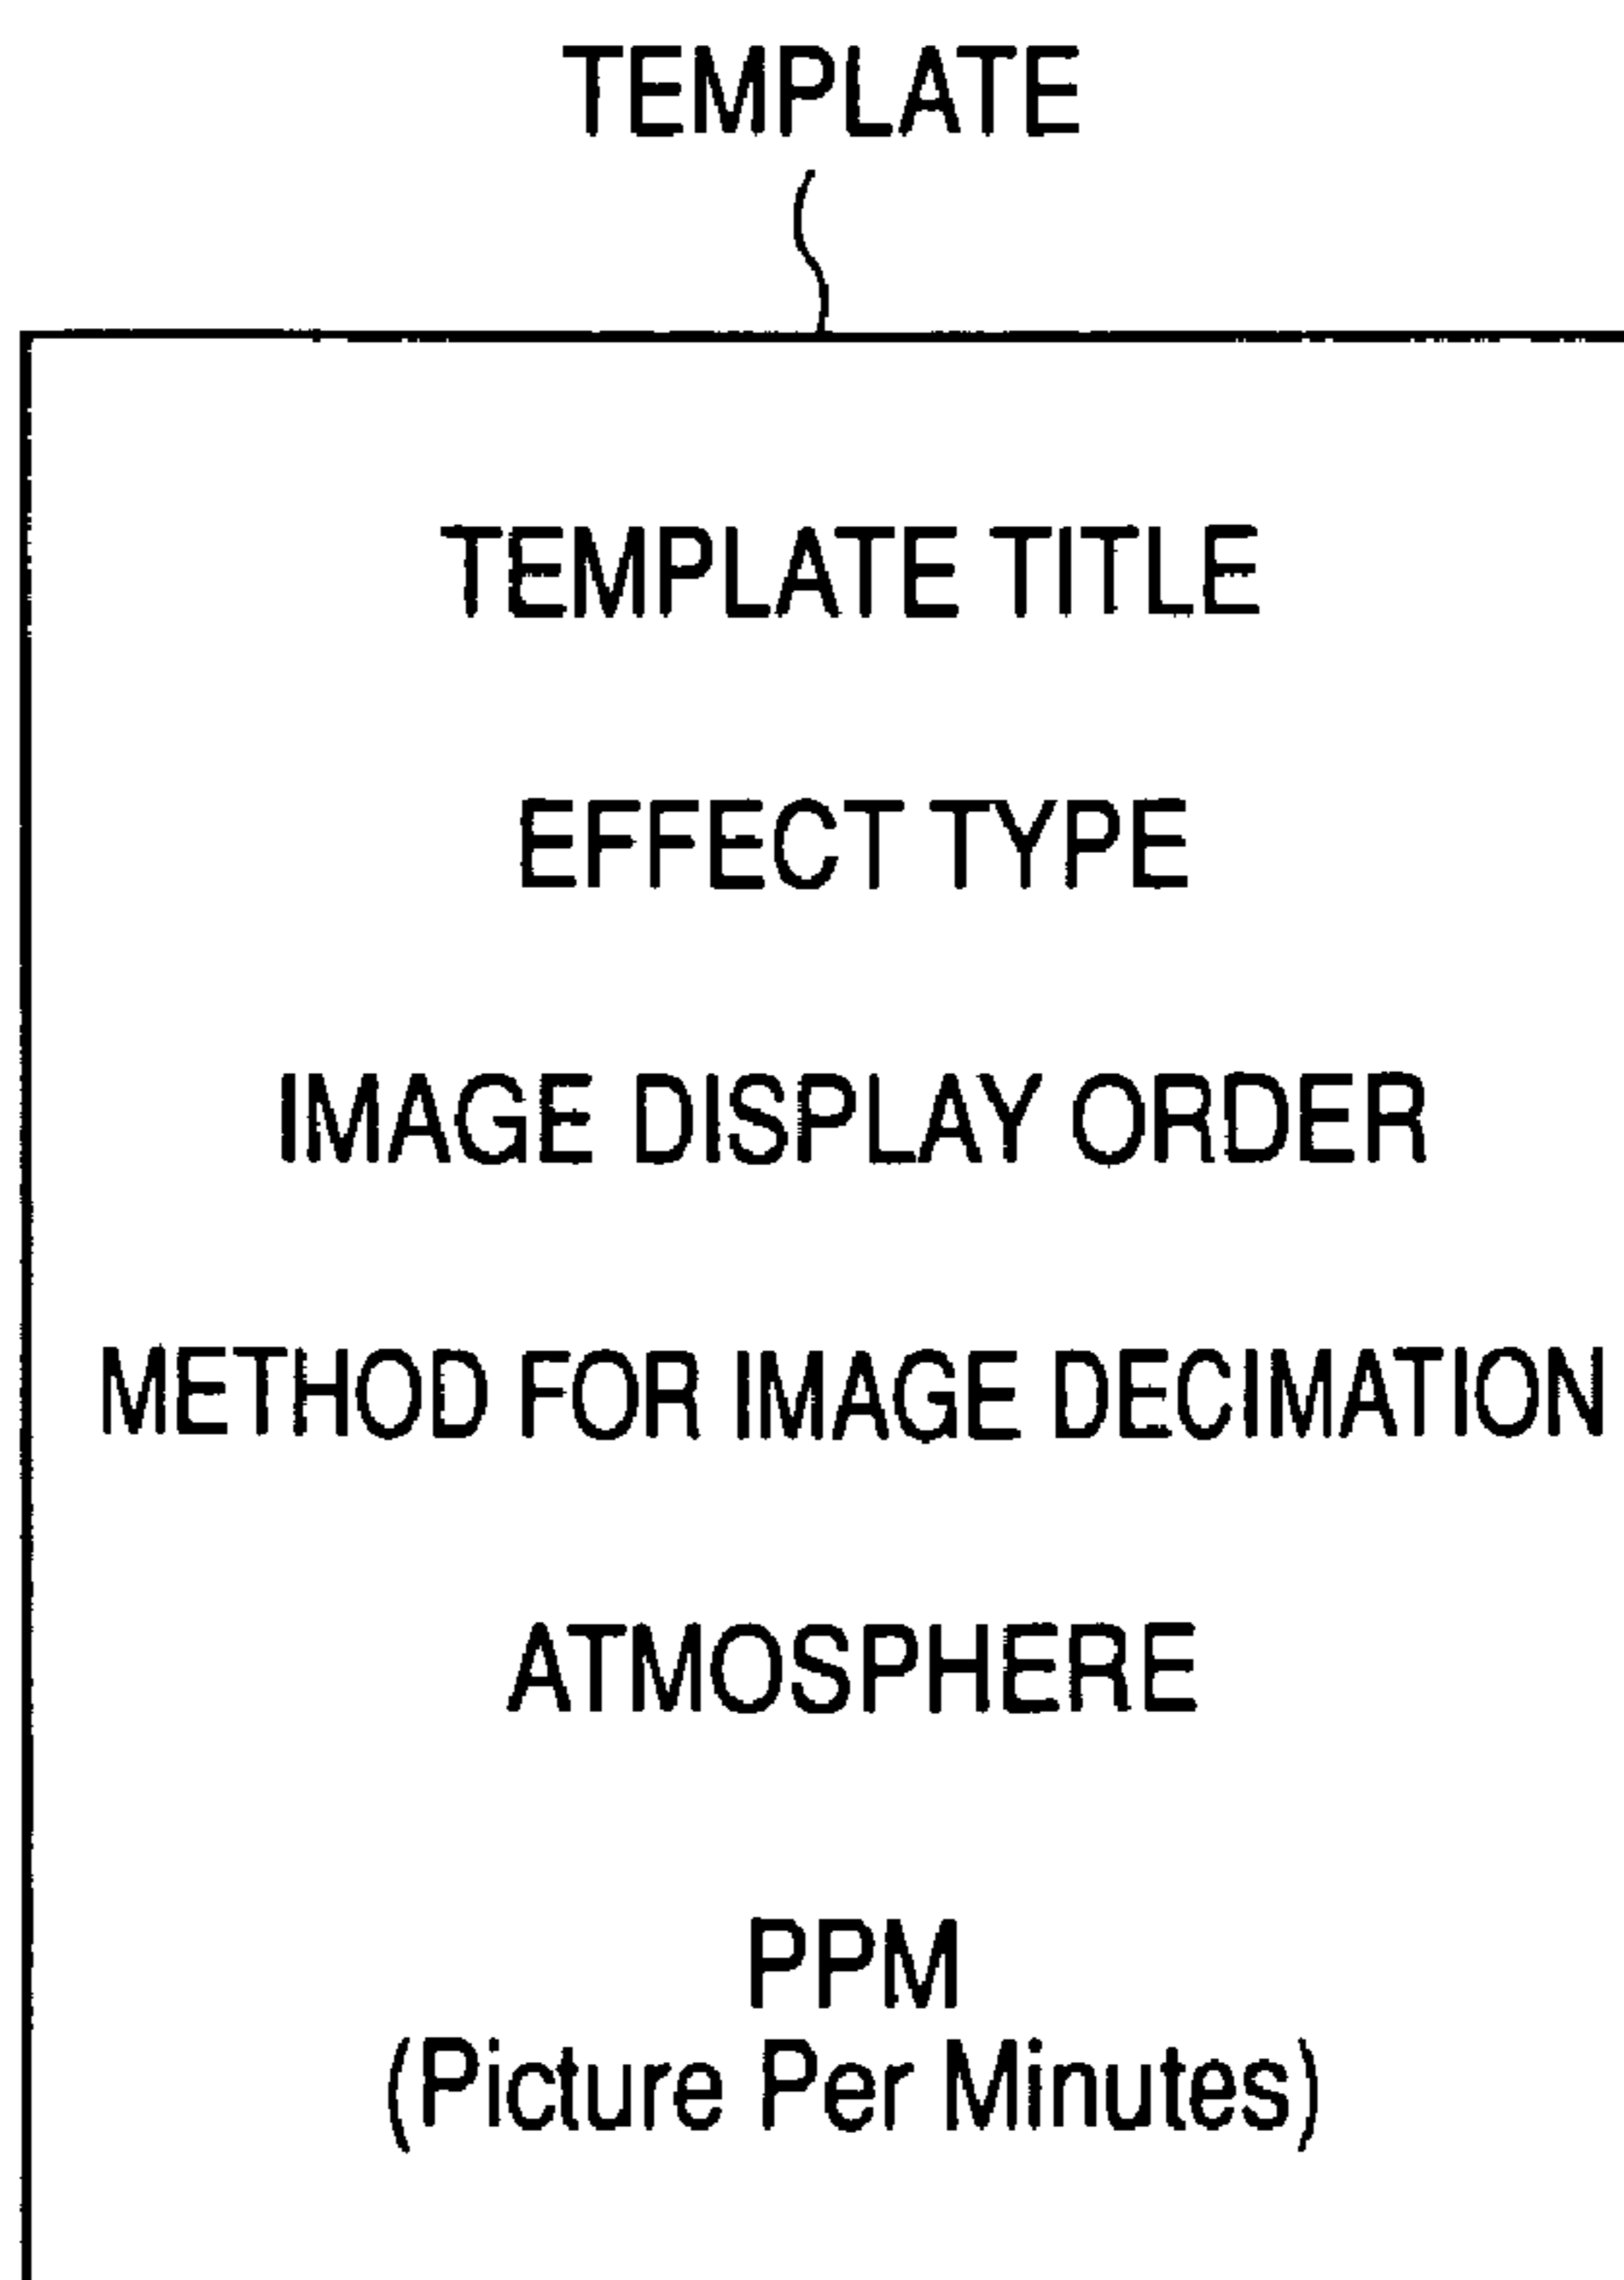 TEMPLATE
TEMPLATE TITLE
EFFECT TYPE
IMAGE DISPLAY ORDER
METHOD FOR IMAGE DECIMATION
ATMOSPHERE
PPM
(Picture Per Minutes)